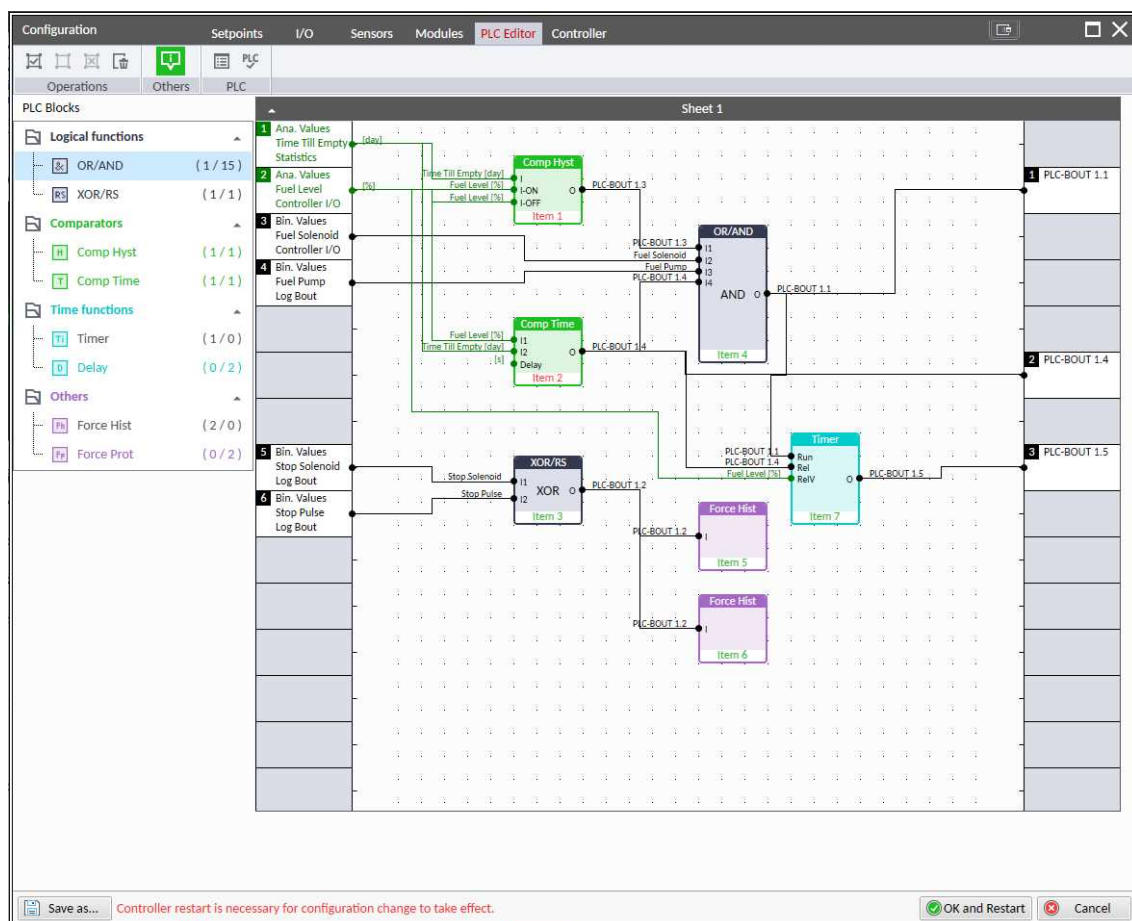 Configuration
Setpoints I/O Sensors Modules PLC Editor Controller
PLC
Operations Others PLC
PLC Blocks
Logical functions
& OR/AND (1/15)
RS XOR/RS (1/1)
Comparators
H Comp Hyst (1/1)
T Comp Time (1/1)
Time functions
Ti Timer (1/0)
D Delay (0/2)
Others
Fh Force Hist (2/0)
Fp Force Prot (0/2)
Sheet 1
1 Ana. Values
Time Till Empty [day]
Statistics
2 Ana. Values
Fuel Level [%]
Controller I/O
3 Bin. Values
Fuel Solenoid
Controller I/O
4 Bin. Values
Fuel Pump
Log Bout
5 Bin. Values
Stop Solenoid
Log Bout
6 Bin. Values
Stop Pulse
Log Bout
Comp Hyst
Time Till Empty [day] I
Fuel Level [%] I-ON O PLC-BOUT 1.3
Fuel Level [%] I-OFF
Item 1
OR/AND
PLC-BOUT 1.3 I1
Fuel Solenoid I2
Fuel Pump I3
PLC-BOUT 1.4 I4
AND O PLC-BOUT 1.1
Item 4
Comp Time
Fuel Level [%] I1
Time Till Empty [day] I2 O PLC-BOUT 1.4
[s] Delay
Item 2
Timer
PLC-BOUT 1.1 Run
PLC-BOUT 1.4 Rel
Fuel Level [%] RelV O PLC-BOUT 1.5
Item 7
XOR/RS
Stop Solenoid I1
XOR O PLC-BOUT 1.2
Stop Pulse I2
Item 3
Force Hist
PLC-BOUT 1.2 I
Item 5
Force Hist
PLC-BOUT 1.2 I
Item 6
1 PLC-BOUT 1.1
2 PLC-BOUT 1.4
3 PLC-BOUT 1.5
Save as... Controller restart is necessary for configuration change to take effect. OK and Restart Cancel